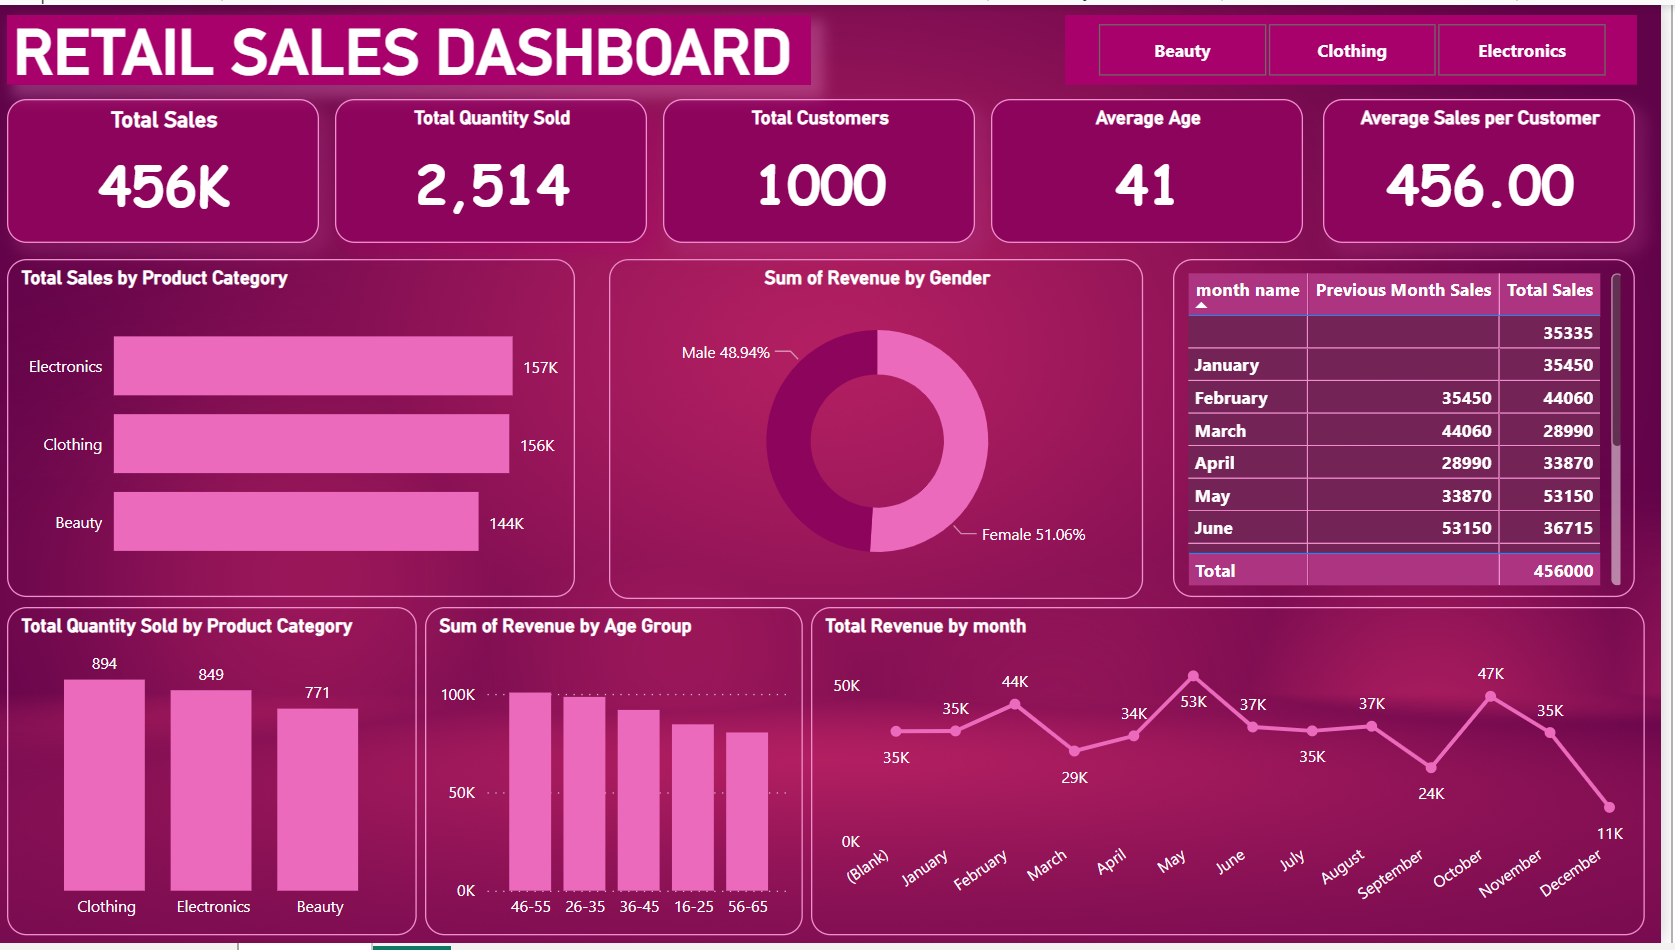 RETAIL SALES DASHBOARD
Beauty
Clothing
Electronics
Total Sales
456K
Total Quantity Sold
2,514
Total Customers
1000
Average Age
41
Average Sales per Customer
456.00
Total Sales by Product Category
Electronics 157K
Clothing 156K
Beauty 144K
Sum of Revenue by Gender
Male 48.94%
Female 51.06%
month name Previous Month Sales Total Sales
35335
January 35450
February 35450 44060
March 44060 28990
April 28990 33870
May 33870 53150
June 53150 36715
Total 456000
Total Quantity Sold by Product Category
894
849
771
Clothing Electronics Beauty
Sum of Revenue by Age Group
100K
50K
0K
46-55 26-35 36-45 16-25 56-65
Total Revenue by month
50K
0K
35K
35K
44K
29K
34K
53K
37K
35K
37K
24K
47K
35K
11K
(Blank) January February March April May June July August September October November December